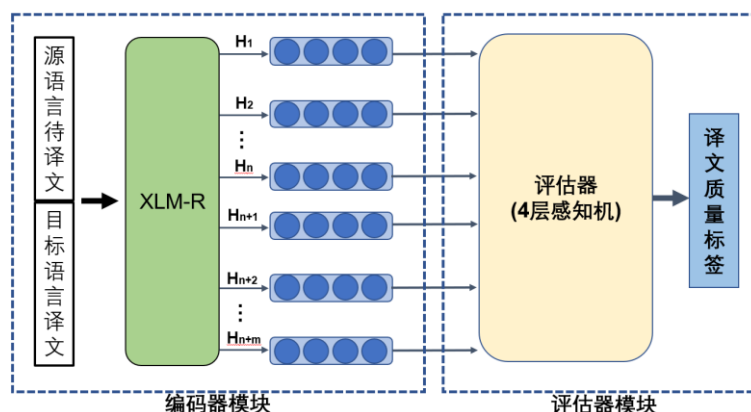 源语言待译文
目标语言译文
XLM-R
H1
H2
⋮
Hn
Hn+1
Hn+2
⋮
Hn+m
评估器
(4层感知机)
译文质量标签
编码器模块
评估器模块